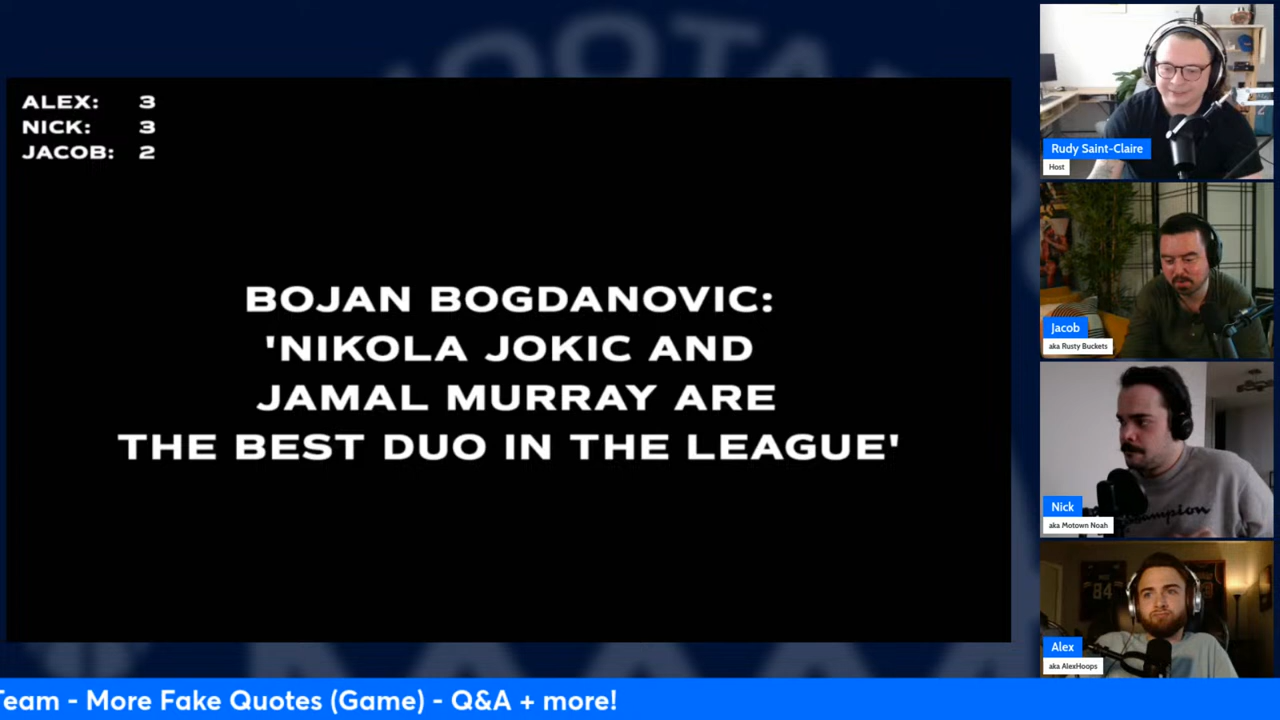 ALEX: 3
NICK: 3
JACOB: 2
BOJAN BOGDANOVIC:
'NIKOLA JOKIC AND
JAMAL MURRAY ARE
THE BEST DUO IN THE LEAGUE'
Rudy Saint-Claire
Host
Jacob
aka Rusty Buckets
Nick
aka Motown Noah
Champion
Alex
aka AlexHoops
84
Team - More Fake Quotes (Game) - Q&A + more!